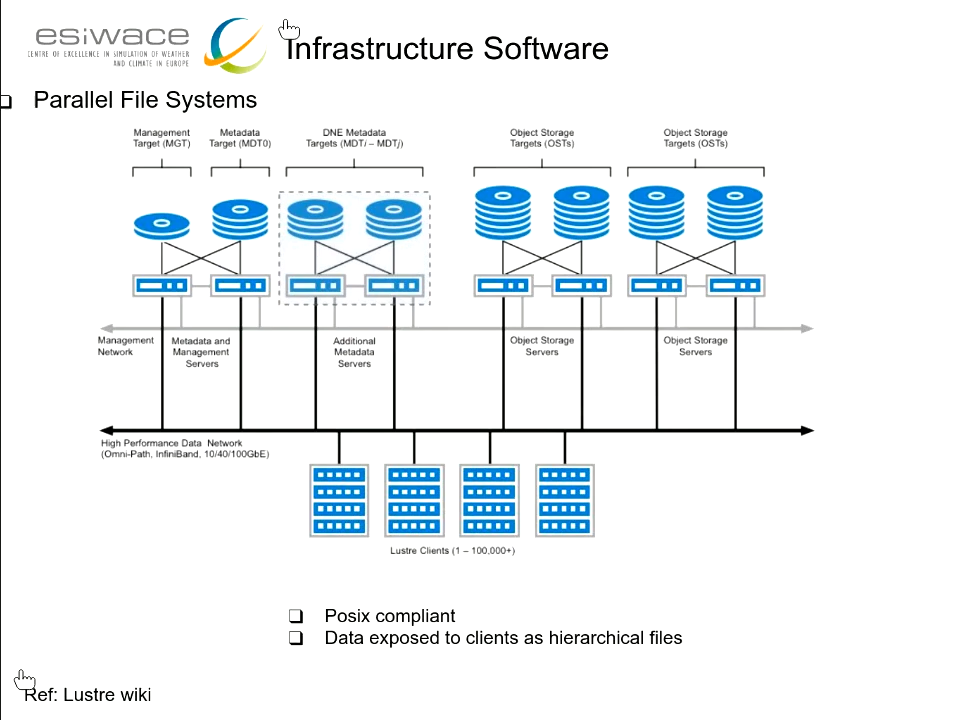 esiwace
CENTRE OF EXCELLENCE IN SIMULATION OF WEATHER
AND CLIMATE IN EUROPE
Infrastructure Software
Parallel File Systems
Management
Target (MGT)
Metadata
Target (MDT0)
DNE Metadata
Targets (MDTi – MDTj)
Object Storage
Targets (OSTs)
Object Storage
Targets (OSTs)
Management
Network
Metadata and
Management
Servers
Additional
Metadata
Servers
Object Storage
Servers
Object Storage
Servers
High Performance Data Network
(Omni-Path, InfiniBand, 10/40/100GbE)
Lustre Clients (1 – 100,000+)
Posix compliant
Data exposed to clients as hierarchical files
Ref: Lustre wiki